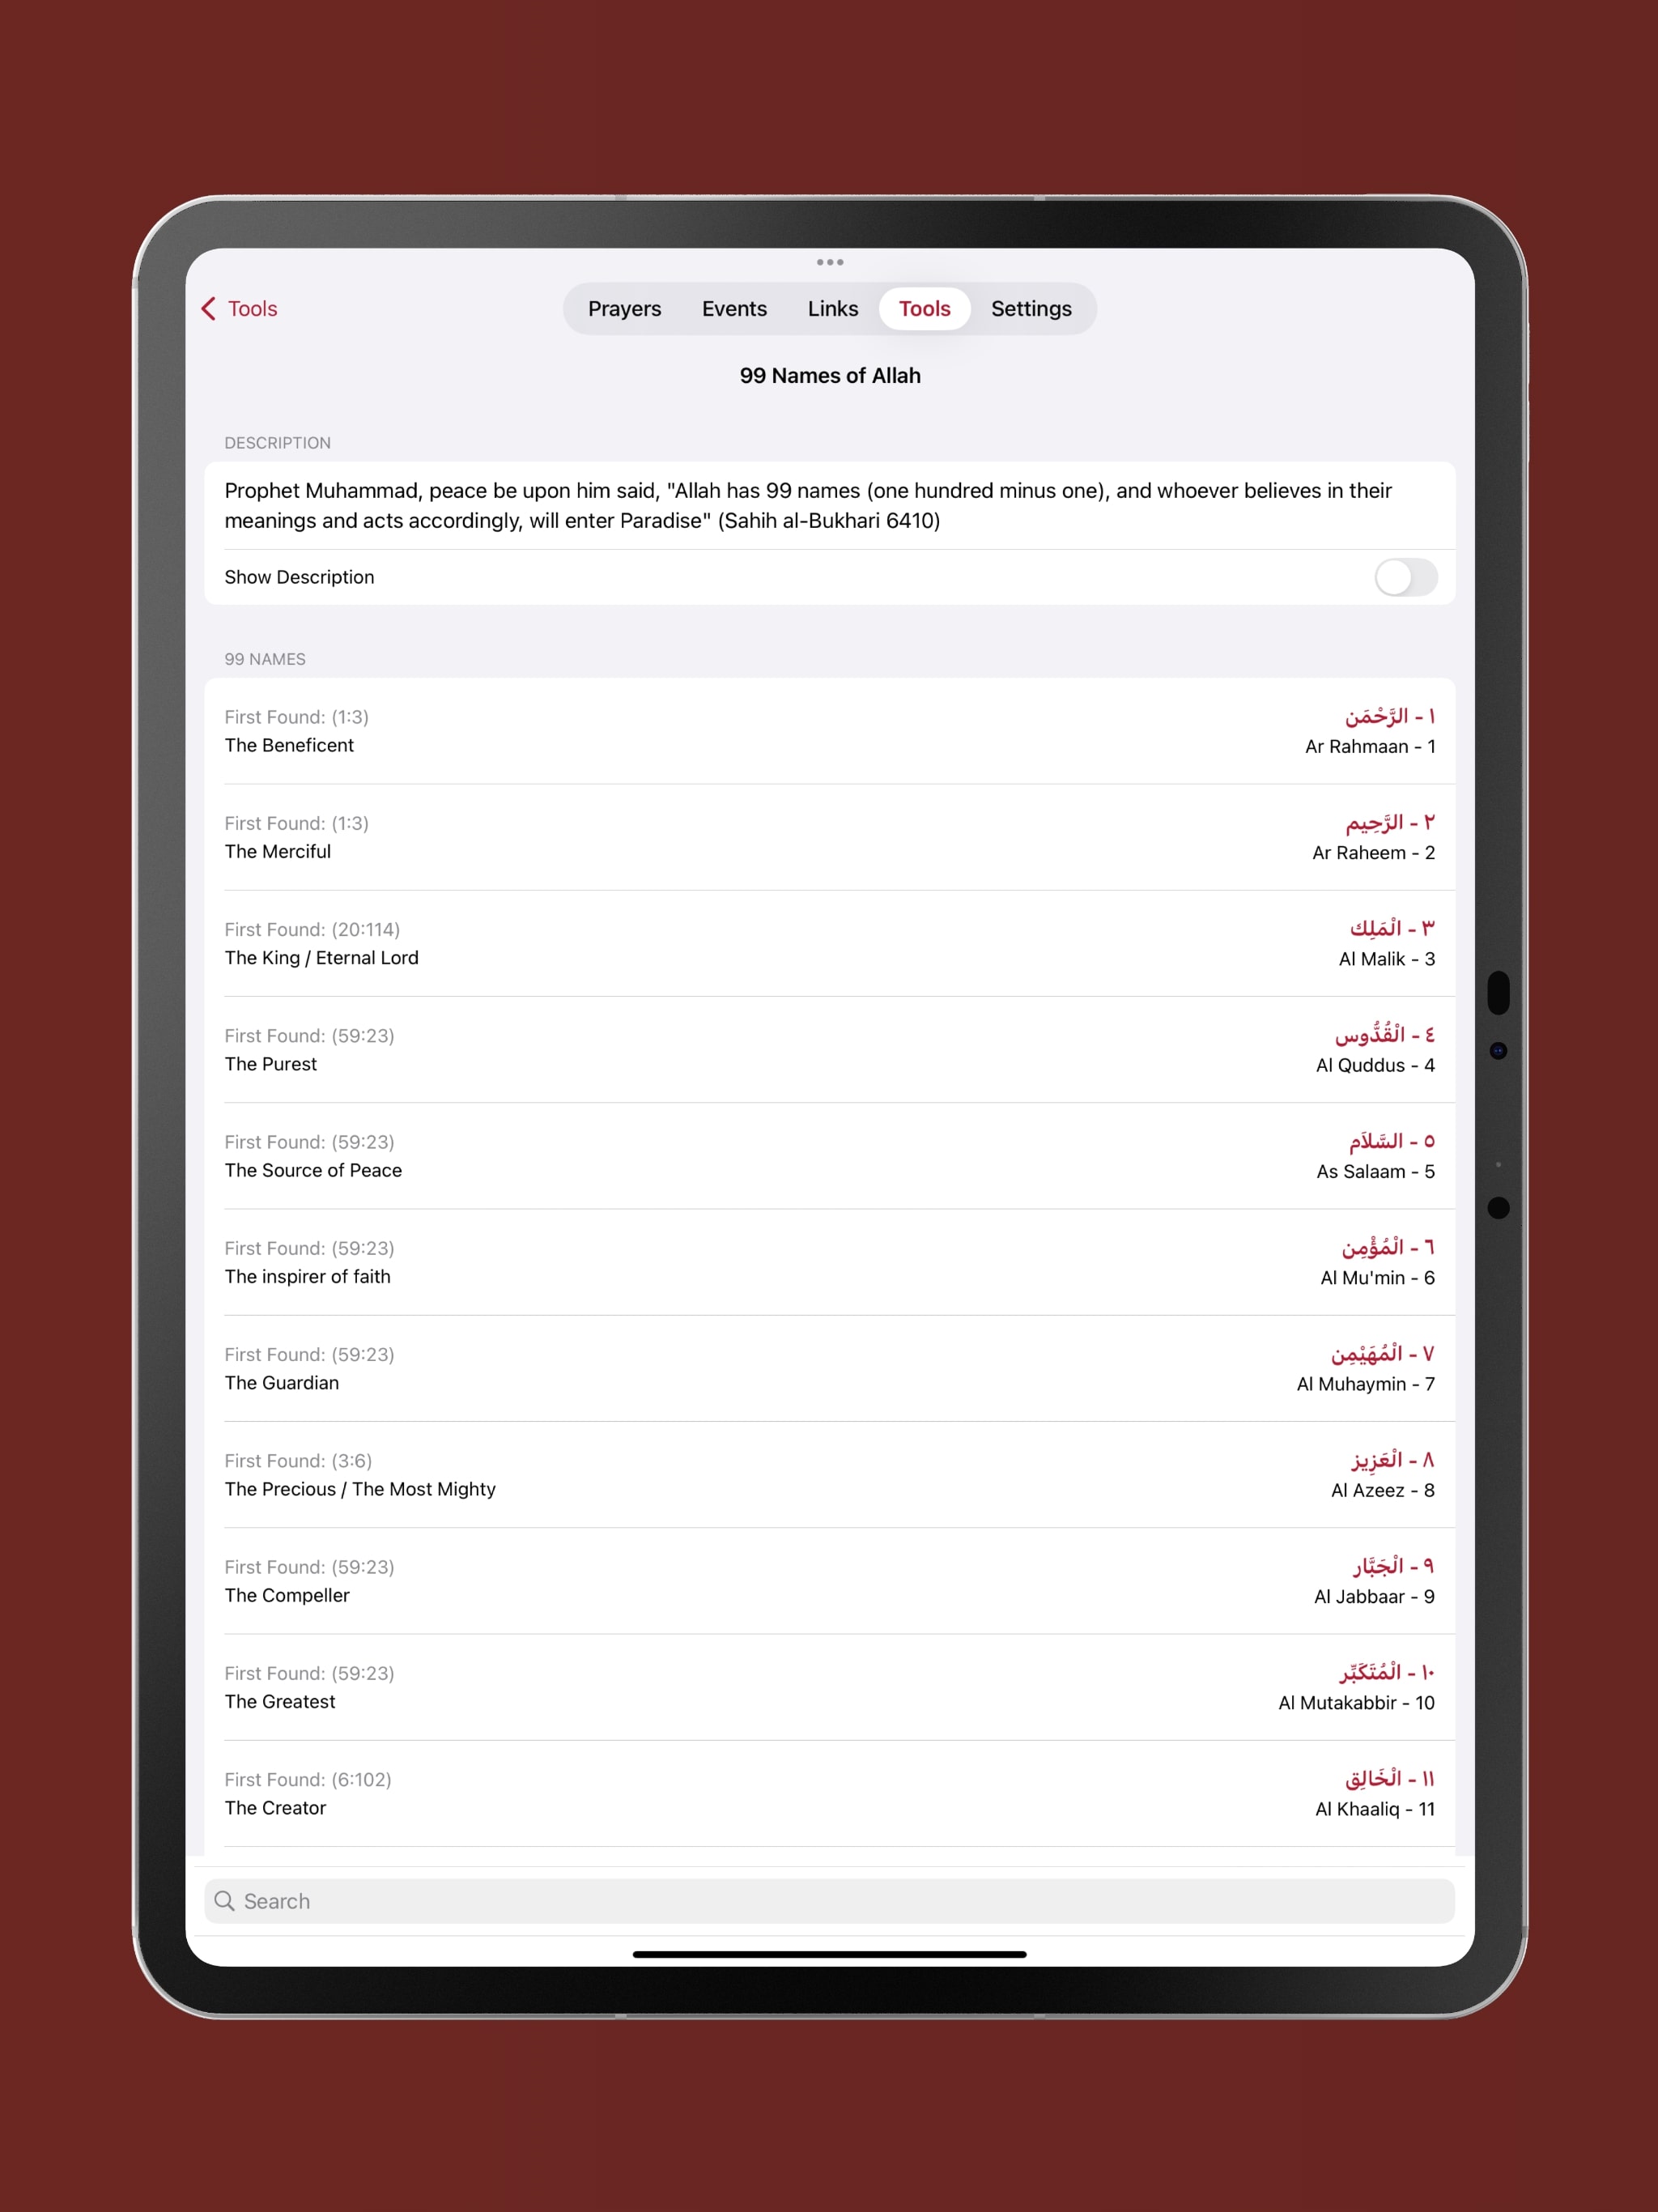 Tools
Prayers Events Links Tools Settings
99 Names of Allah
DESCRIPTION
Prophet Muhammad, peace be upon him said, "Allah has 99 names (one hundred minus one), and whoever believes in their
meanings and acts accordingly, will enter Paradise" (Sahih al-Bukhari 6410)
Show Description
99 NAMES
First Found: (1:3)
١ - الرَّحْمَن
The Beneficent
Ar Rahmaan - 1
First Found: (1:3)
٢ - الرَّحِيم
The Merciful
Ar Raheem - 2
First Found: (20:114)
٣ - الْمَلِك
The King / Eternal Lord
Al Malik - 3
First Found: (59:23)
٤ - الْقُدُّوس
The Purest
Al Quddus - 4
First Found: (59:23)
٥ - السَّلاَم
The Source of Peace
As Salaam - 5
First Found: (59:23)
٦ - الْمُؤْمِن
The inspirer of faith
Al Mu'min - 6
First Found: (59:23)
٧ - الْمُهَيْمِن
The Guardian
Al Muhaymin - 7
First Found: (3:6)
٨ - الْعَزِيز
The Precious / The Most Mighty
Al Azeez - 8
First Found: (59:23)
٩ - الْجَبَّار
The Compeller
Al Jabbaar - 9
First Found: (59:23)
١٠ - الْمُتَكَبِّر
The Greatest
Al Mutakabbir - 10
First Found: (6:102)
١١ - الْخَالِق
The Creator
Al Khaaliq - 11
Search